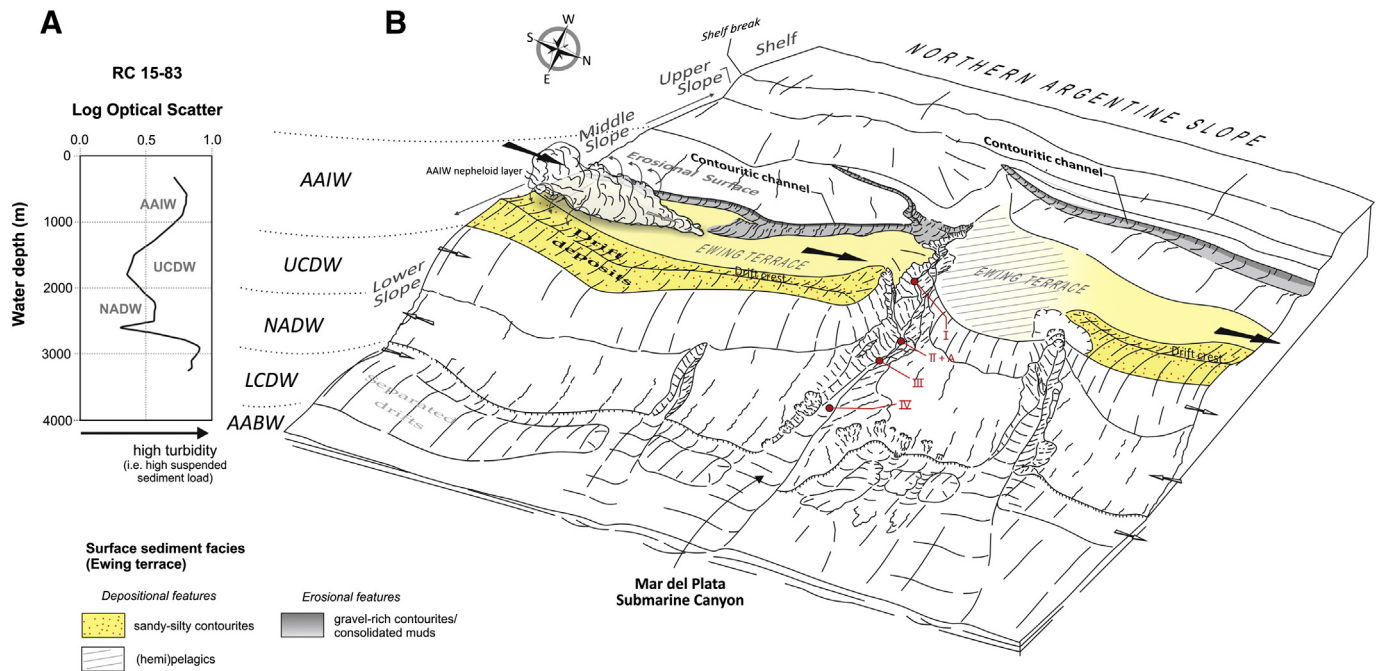 A
RC 15-83
Log Optical Scatter
0.0 0.5 1.0
0
1000
2000
3000
4000
Water depth (m)
AAIW
UCDW
NADW
high turbidity
(i.e. high suspended
sediment load)
B
W
S
N
E
AAIW
UCDW
NADW
LCDW
AABW
Shelf break
Shelf
Upper
Slope
Middle
Slope
Lower
Slope
NORTHERN ARGENTINE SLOPE
AAIW nepheloid layer
Erosional Surface
Contouritic channel
Contouritic channel
Drift
deposits
EWING TERRACE
Drift crest
EWING TERRACE
Drift crest
Separated
drifts
I
II + A
III
IV
Mar del Plata
Submarine Canyon
Surface sediment facies
(Ewing terrace)
Depositional features
Erosional features
sandy-silty contourites
gravel-rich contourites/
consolidated muds
(hemi)pelagics